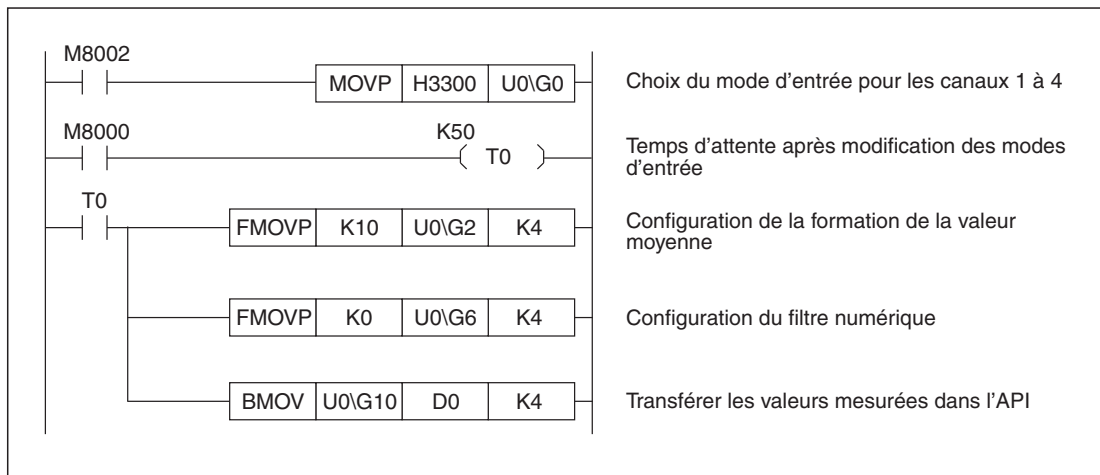 M8002
MOVP H3300 U0\G0 Choix du mode d'entrée pour les canaux 1 à 4
M8000
K50
T0 Temps d'attente après modification des modes
d'entrée
T0
FMOVP K10 U0\G2 K4 Configuration de la formation de la valeur
moyenne
FMOVP K0 U0\G6 K4 Configuration du filtre numérique
BMOV U0\G10 D0 K4 Transférer les valeurs mesurées dans l'API